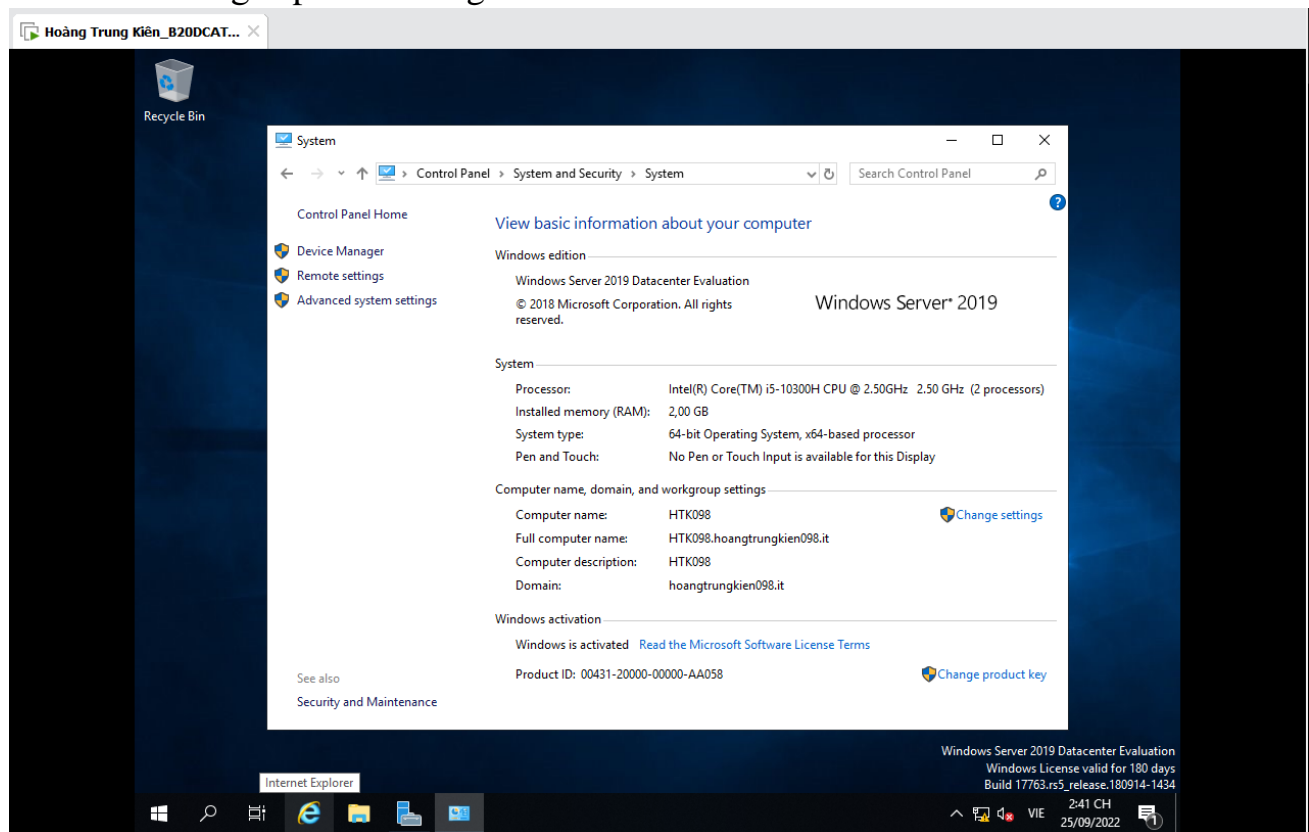 Hoàng Trung Kiên_B20DCAT...
Recycle Bin
System
Control Panel > System and Security > System
Search Control Panel
Control Panel Home
Device Manager
Remote settings
Advanced system settings
View basic information about your computer
Windows edition
Windows Server 2019 Datacenter Evaluation
© 2018 Microsoft Corporation. All rights
reserved.
Windows Server® 2019
System
Processor: Intel(R) Core(TM) i5-10300H CPU @ 2.50GHz 2.50 GHz (2 processors)
Installed memory (RAM): 2,00 GB
System type: 64-bit Operating System, x64-based processor
Pen and Touch: No Pen or Touch Input is available for this Display
Computer name, domain, and workgroup settings
Computer name: HTK098
Change settings
Full computer name: HTK098.hoangtrungkien098.it
Computer description: HTK098
Domain: hoangtrungkien098.it
Windows activation
Windows is activated Read the Microsoft Software License Terms
Product ID: 00431-20000-00000-AA058
Change product key
See also
Security and Maintenance
Windows Server 2019 Datacenter Evaluation
Windows License valid for 180 days
Build 17763.rs5_release.180914-1434
Internet Explorer
VIE
2:41 CH
25/09/2022
1